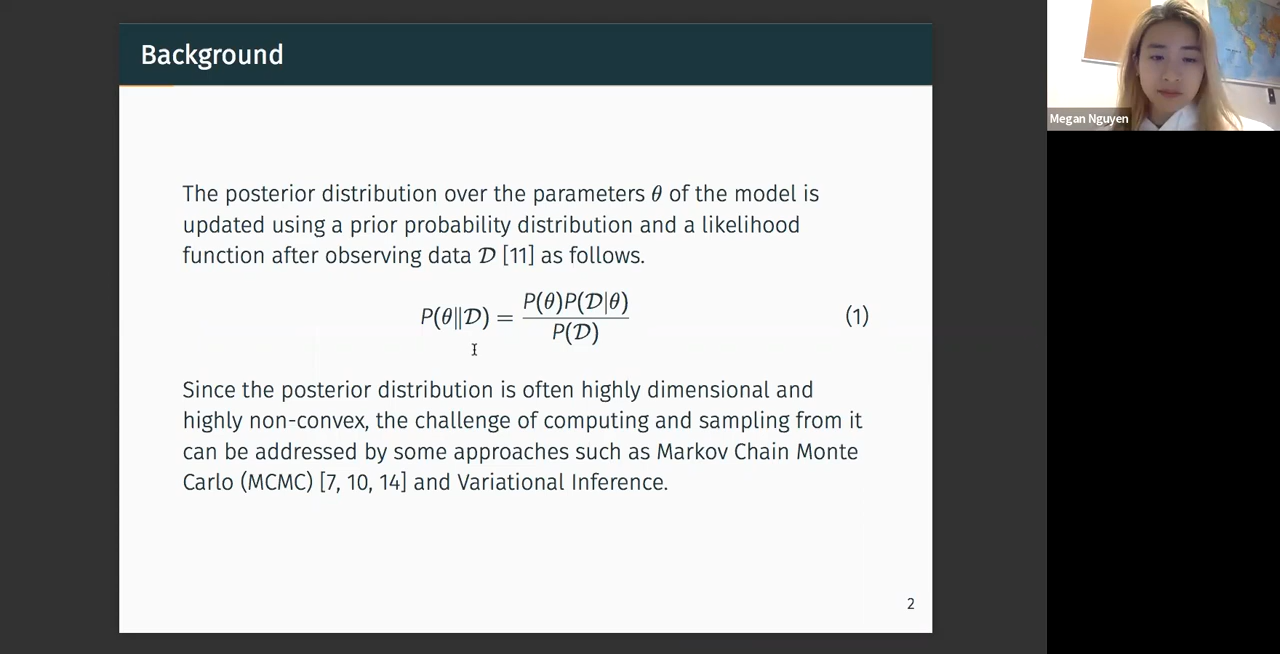 Background
Megan Nguyen
The posterior distribution over the parameters θ of the model is
updated using a prior probability distribution and a likelihood
function after observing data 𝒟 [11] as follows.
P(θ‖𝒟) = P(θ)P(𝒟|θ) / P(𝒟) (1)
Since the posterior distribution is often highly dimensional and
highly non-convex, the challenge of computing and sampling from it
can be addressed by some approaches such as Markov Chain Monte
Carlo (MCMC) [7, 10, 14] and Variational Inference.
2